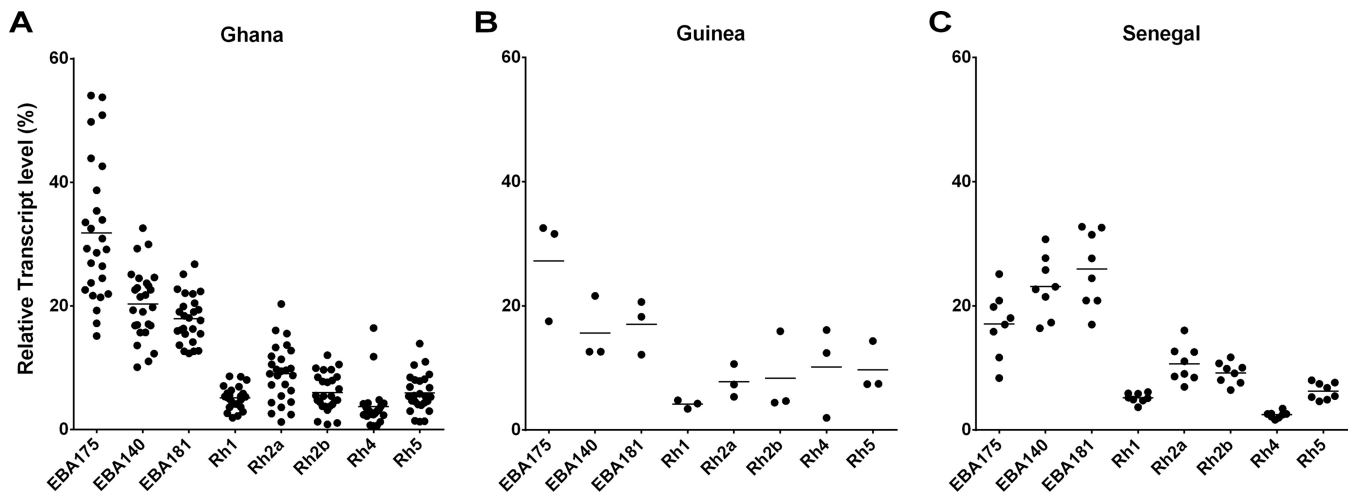 A
Ghana
Relative Transcript level (%)
60
40
20
0
EBA175
EBA140
EBA181
Rh1
Rh2a
Rh2b
Rh4
Rh5
B
Guinea
60
40
20
0
EBA175
EBA140
EBA181
Rh1
Rh2a
Rh2b
Rh4
Rh5
C
Senegal
60
40
20
0
EBA175
EBA140
EBA181
Rh1
Rh2a
Rh2b
Rh4
Rh5